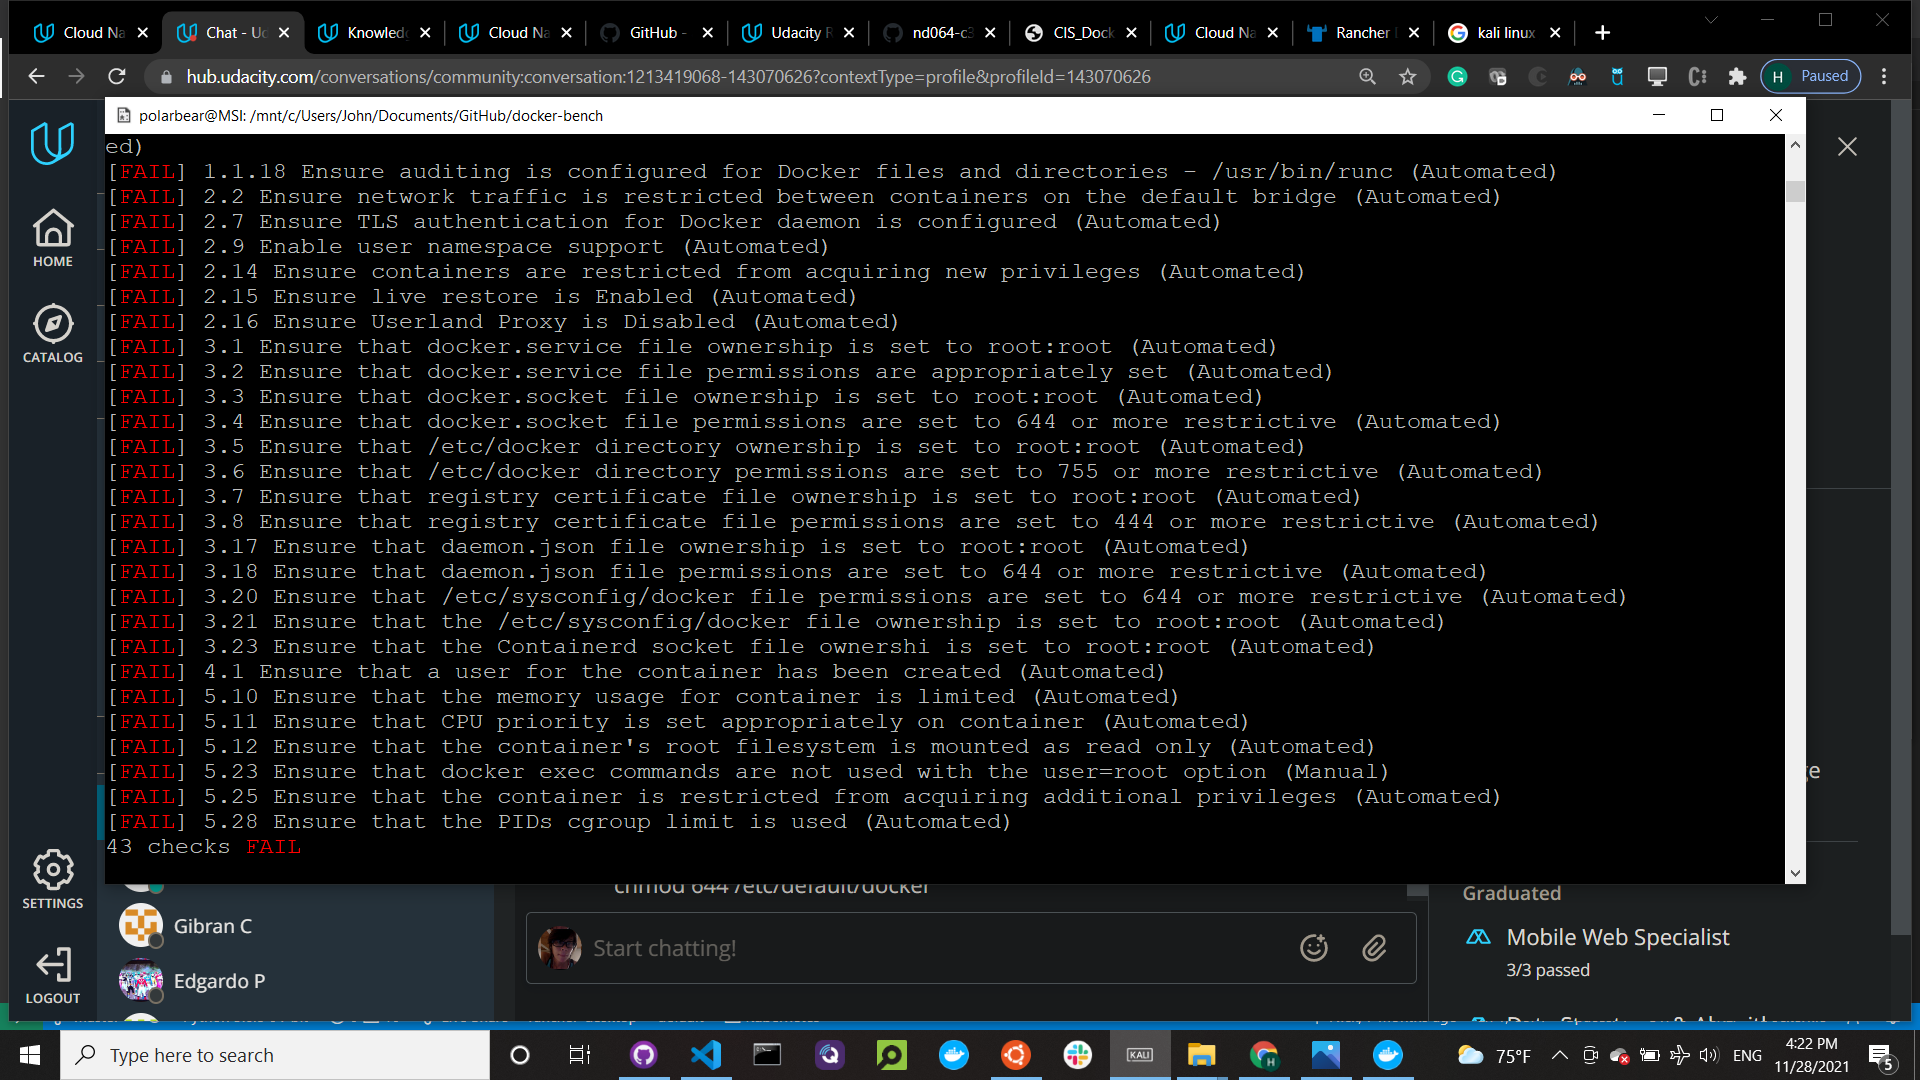 Cloud Na
Chat - Uc
Knowledg
Cloud Na
GitHub -
Udacity R
nd064-c3
CIS_Dock
Cloud Na
Rancher
kali linux
hub.udacity.com/conversations/community:conversation:1213419068-143070626?contextType=profile&profileId=143070626
H Paused
polarbear@MSI: /mnt/c/Users/John/Documents/GitHub/docker-bench
ed)
[FAIL] 1.1.18 Ensure auditing is configured for Docker files and directories - /usr/bin/runc (Automated)
[FAIL] 2.2 Ensure network traffic is restricted between containers on the default bridge (Automated)
[FAIL] 2.7 Ensure TLS authentication for Docker daemon is configured (Automated)
[FAIL] 2.9 Enable user namespace support (Automated)
[FAIL] 2.14 Ensure containers are restricted from acquiring new privileges (Automated)
[FAIL] 2.15 Ensure live restore is Enabled (Automated)
[FAIL] 2.16 Ensure Userland Proxy is Disabled (Automated)
[FAIL] 3.1 Ensure that docker.service file ownership is set to root:root (Automated)
[FAIL] 3.2 Ensure that docker.service file permissions are appropriately set (Automated)
[FAIL] 3.3 Ensure that docker.socket file ownership is set to root:root (Automated)
[FAIL] 3.4 Ensure that docker.socket file permissions are set to 644 or more restrictive (Automated)
[FAIL] 3.5 Ensure that /etc/docker directory ownership is set to root:root (Automated)
[FAIL] 3.6 Ensure that /etc/docker directory permissions are set to 755 or more restrictive (Automated)
[FAIL] 3.7 Ensure that registry certificate file ownership is set to root:root (Automated)
[FAIL] 3.8 Ensure that registry certificate file permissions are set to 444 or more restrictive (Automated)
[FAIL] 3.17 Ensure that daemon.json file ownership is set to root:root (Automated)
[FAIL] 3.18 Ensure that daemon.json file permissions are set to 644 or more restrictive (Automated)
[FAIL] 3.20 Ensure that /etc/sysconfig/docker file permissions are set to 644 or more restrictive (Automated)
[FAIL] 3.21 Ensure that the /etc/sysconfig/docker file ownership is set to root:root (Automated)
[FAIL] 3.23 Ensure that the Containerd socket file ownershi is set to root:root (Automated)
[FAIL] 4.1 Ensure that a user for the container has been created (Automated)
[FAIL] 5.10 Ensure that the memory usage for container is limited (Automated)
[FAIL] 5.11 Ensure that CPU priority is set appropriately on container (Automated)
[FAIL] 5.12 Ensure that the container's root filesystem is mounted as read only (Automated)
[FAIL] 5.23 Ensure that docker exec commands are not used with the user=root option (Manual)
[FAIL] 5.25 Ensure that the container is restricted from acquiring additional privileges (Automated)
[FAIL] 5.28 Ensure that the PIDs cgroup limit is used (Automated)
43 checks FAIL
HOME
CATALOG
SETTINGS
LOGOUT
ge
chmod 644 /etc/default/docker
Gibran C
Edgardo P
Start chatting!
Graduated
Mobile Web Specialist
3/3 passed
Type here to search
KALI
75°F
ENG
4:22 PM
11/28/2021
5